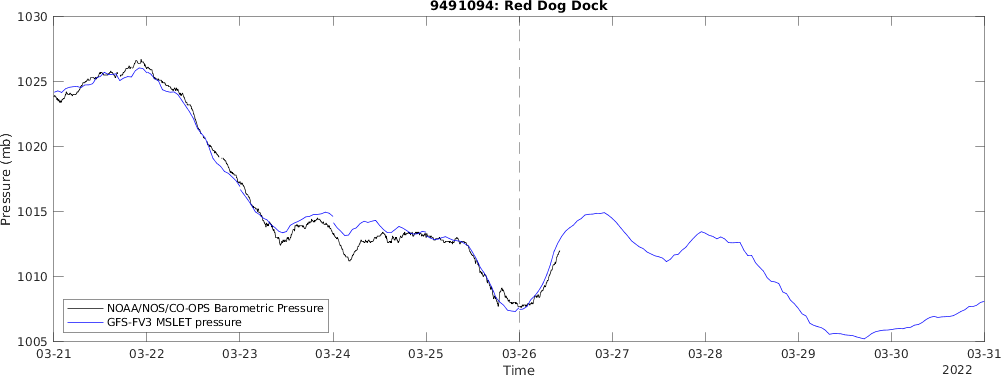 9491094: Red Dog Dock
Pressure (mb)
1030
1025
1020
1015
1010
1005
NOAA/NOS/CO-OPS Barometric Pressure
GFS-FV3 MSLET pressure
03-21 03-22 03-23 03-24 03-25 03-26 03-27 03-28 03-29 03-30 03-31
Time
2022